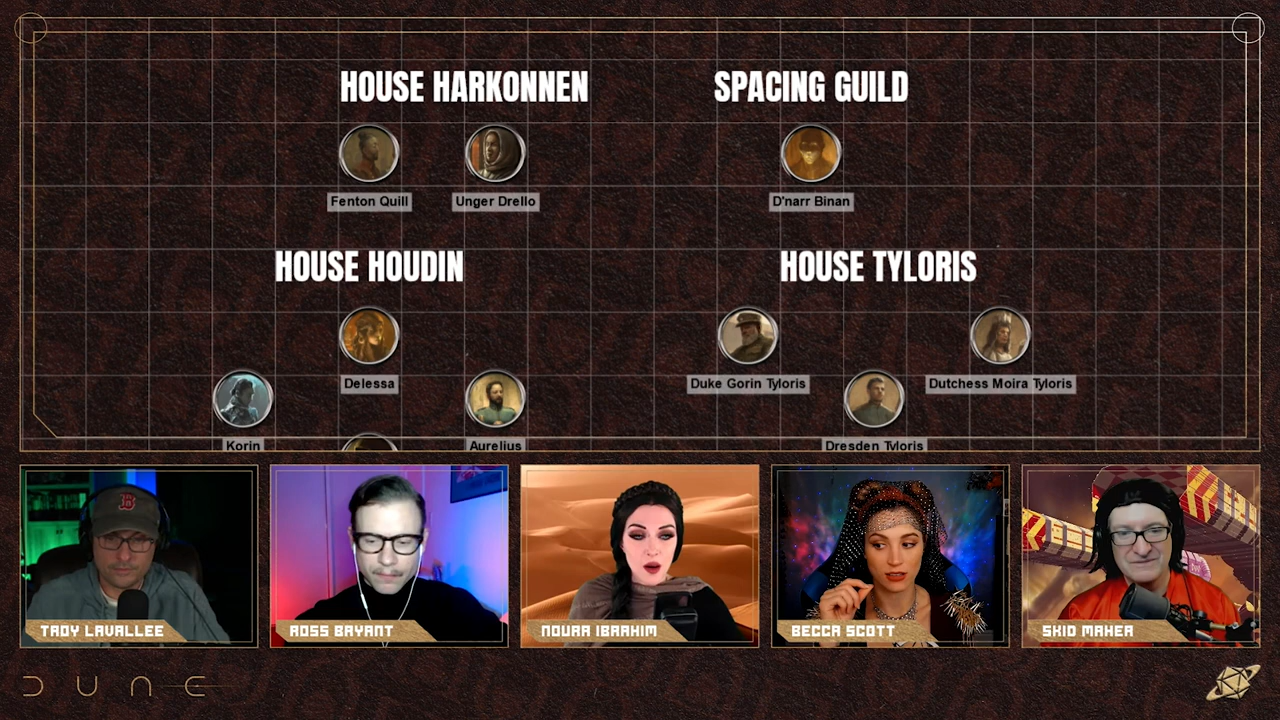 HOUSE HARKONNEN
SPACING GUILD
Fenton Quill
Unger Drello
D'narr Binan
HOUSE HOUDIN
HOUSE TYLORIS
Delessa
Duke Gorin Tyloris
Dutchess Moira Tyloris
Korin
Aurelius
Dresden Tyloris
B
TROY LAVALLEE
ROSS BRYANT
NOURA IBRAHIM
BECCA SCOTT
SKID MAHER
DUNE